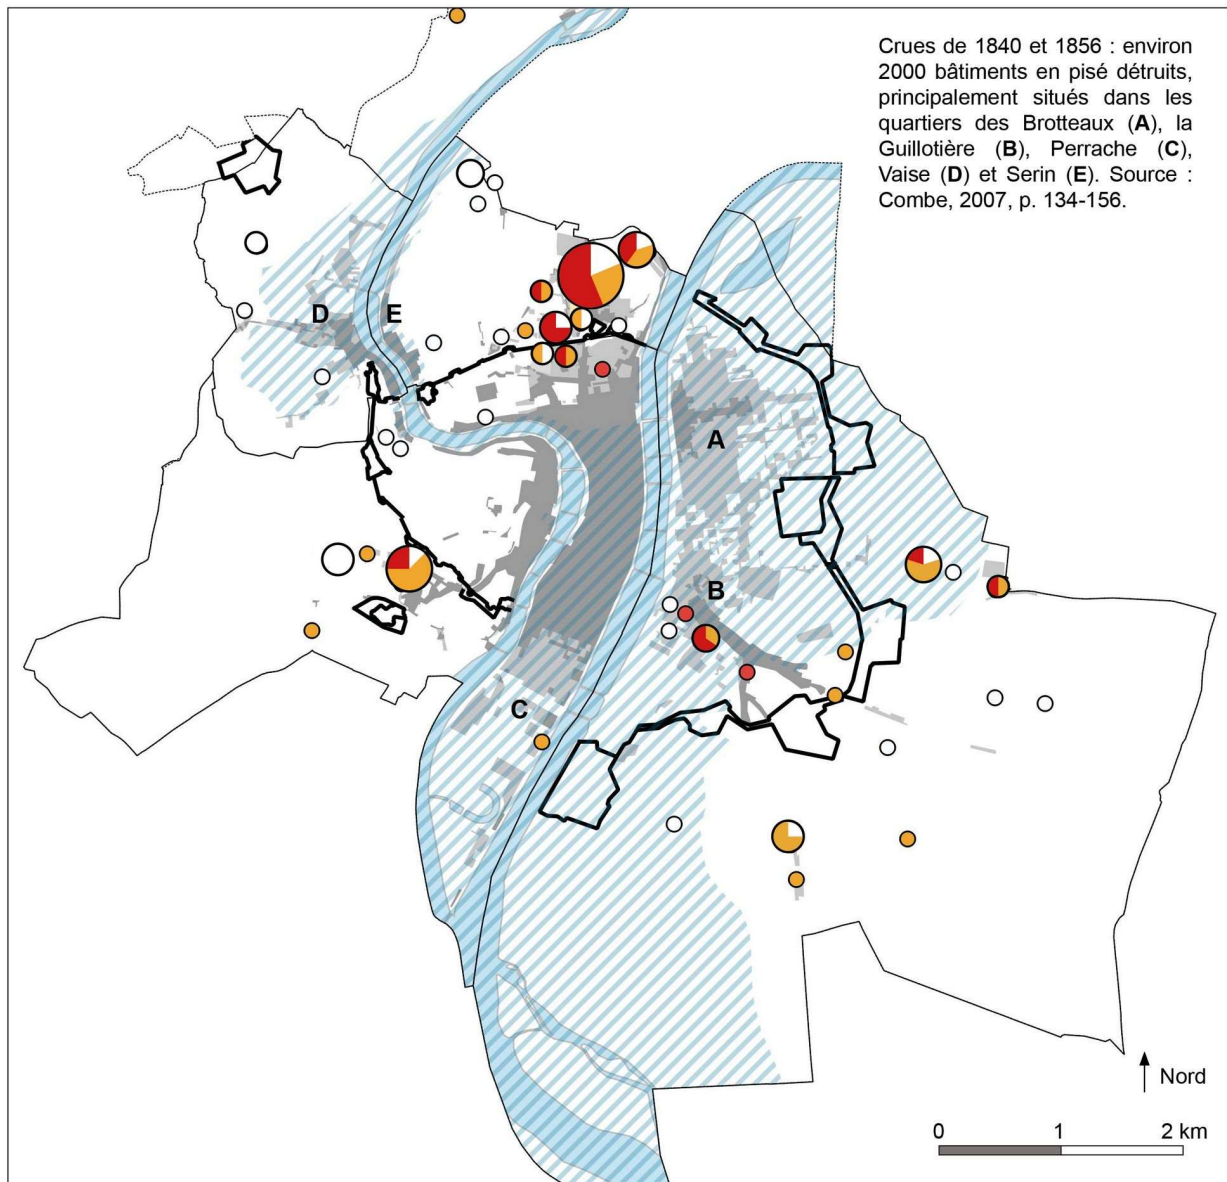 Crues de 1840 et 1856 : environ
2000 bâtiments en pisé détruits,
principalement situés dans les
quartiers des Brotteaux (A), la
Guillotière (B), Perrache (C),
Vaise (D) et Serin (E). Source :
Combe, 2007, p. 134-156.
D
E
A
B
C
Nord
0 1 2 km